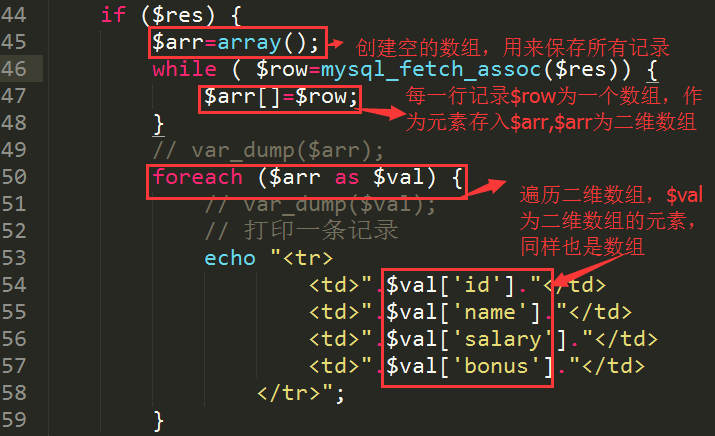 44 if ($res) {
45 $arr=array(); 创建空的数组，用来保存所有记录
46 while ( $row=mysql_fetch_assoc($res)) {
47 $arr[]=$row; 每一行记录$row为一个数组，作
为元素存入$arr,$arr为二维数组
48 }
49 // var_dump($arr);
50 foreach ($arr as $val) {
遍历二维数组，$val
为二维数组的元素，
同样也是数组
51 // var_dump($val);
52 // 打印一条记录
53 echo "<tr>
54 <td>".$val['id']."</td>
55 <td>".$val['name']."</td>
56 <td>".$val['salary']."</td>
57 <td>".$val['bonus']."</td>
58 </tr>";
59 }